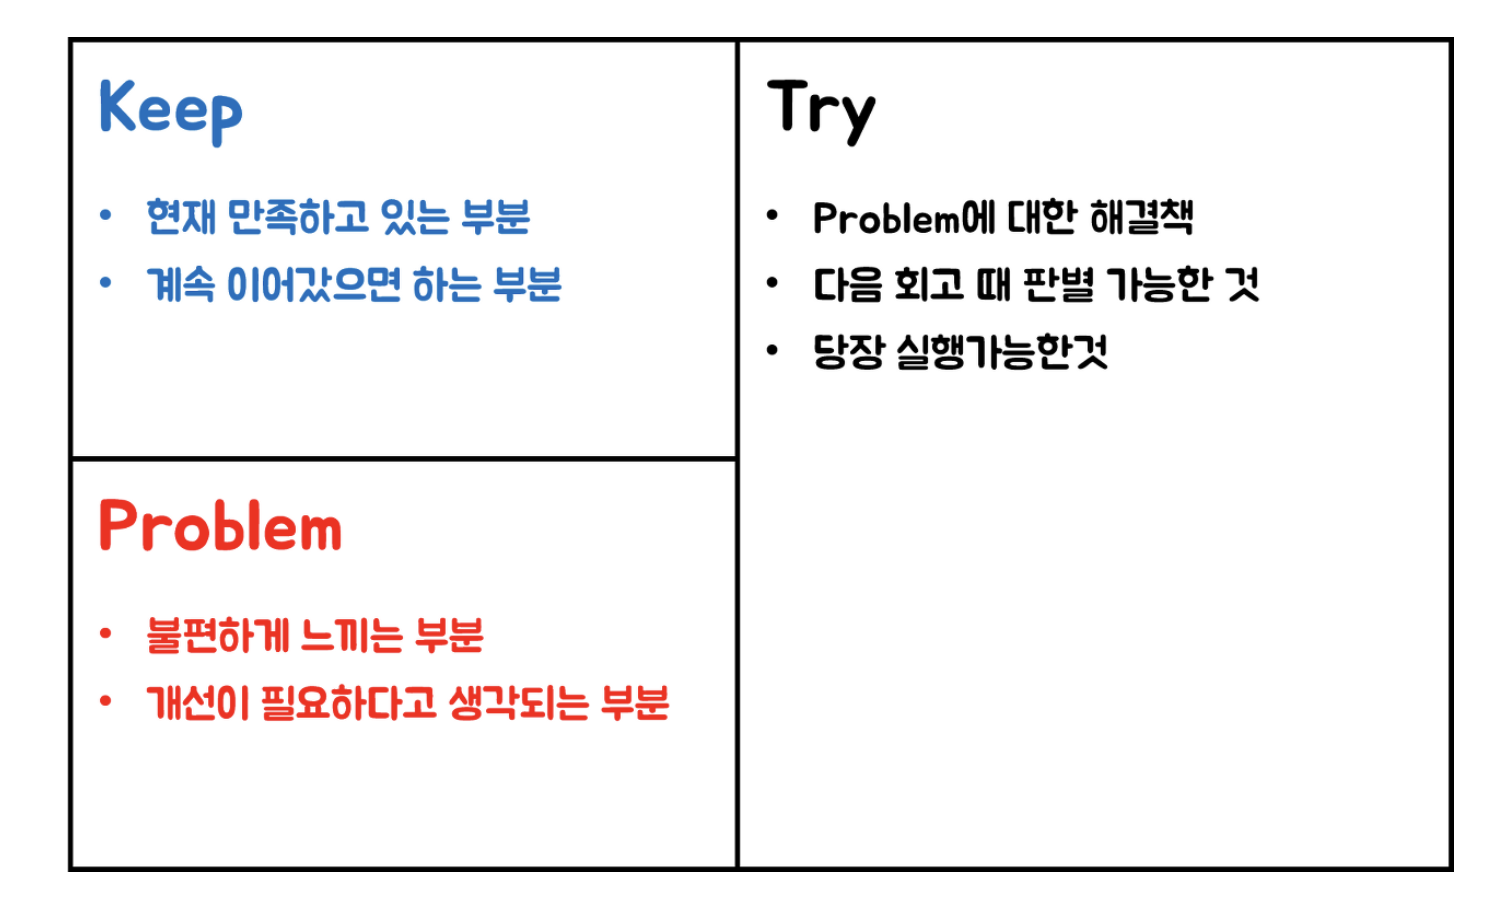 Keep
• 현재 만족하고 있는 부분
• 계속 이어갔으면 하는 부분
Problem
• 불편하게 느끼는 부분
• 개선이 필요하다고 생각되는 부분
Try
• Problem에 대한 해결책
• 다음 회고 때 판별 가능한 것
• 당장 실행가능한것